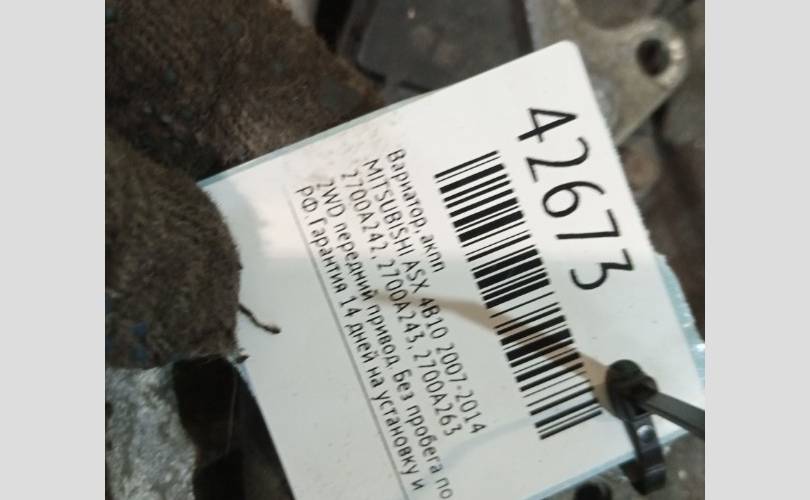 42673
Вариатор, акпп
MITSUBISHI ASX 4B10 2007-2014
2700A242, 2700A243, 2700A263
2WD передний привод. Без пробега по
РФ. Гарантия 14 дней на установку и